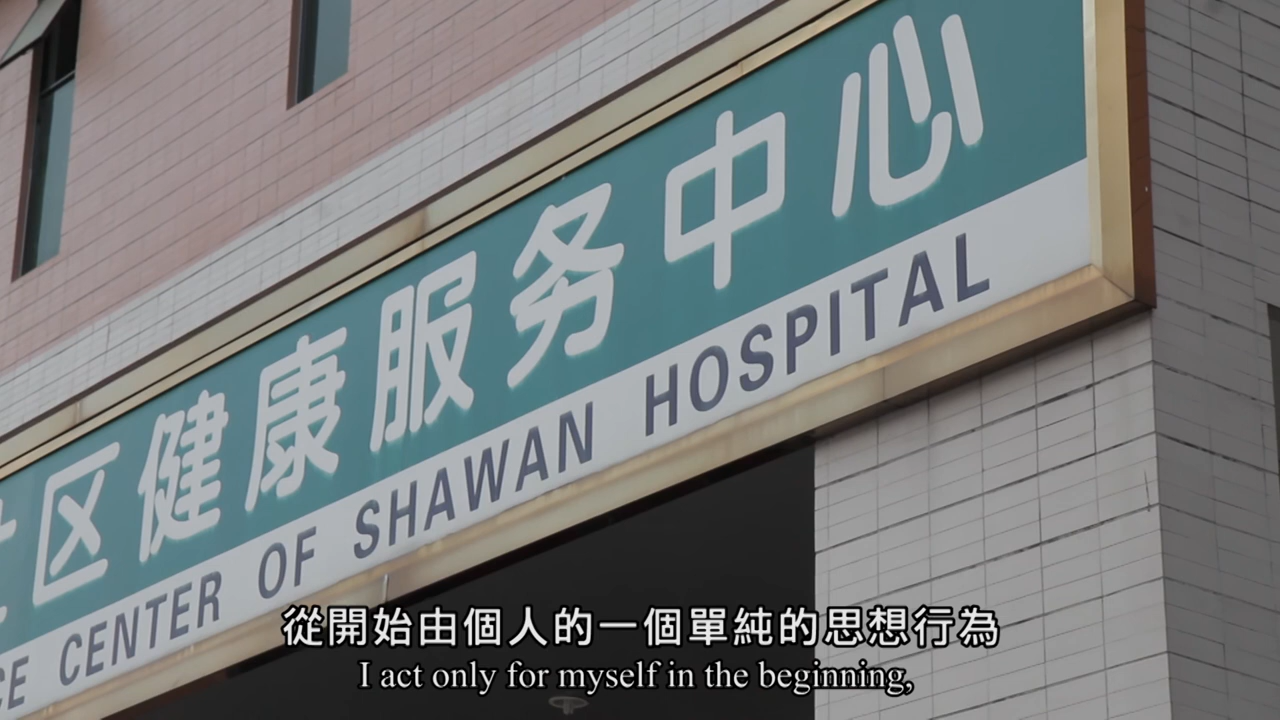 区健康服务中心
CENTER OF SHAWAN HOSPITAL
從開始由個人的一個單純的思想行為
I act only for myself in the beginning,